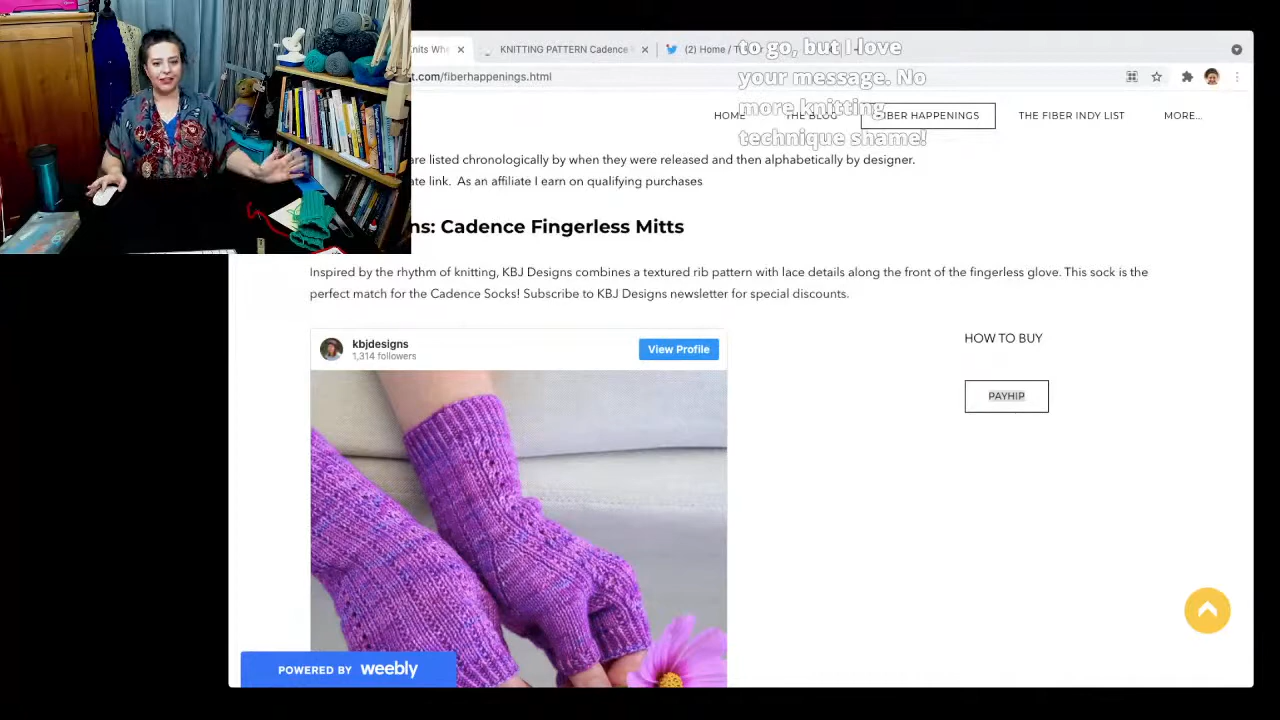 Knits Whe
KNITTING PATTERN Cadence
(2) Home / T
t.com/fiberhappenings.html
to go, but I love
your message. No
more knitting
technique shame!
HOME
THE BLOG
FIBER HAPPENINGS
THE FIBER INDY LIST
MORE...
are listed chronologically by when they were released and then alphabetically by designer.
ate link. As an affiliate I earn on qualifying purchases
ns: Cadence Fingerless Mitts
Inspired by the rhythm of knitting, KBJ Designs combines a textured rib pattern with lace details along the front of the fingerless glove. This sock is the
perfect match for the Cadence Socks! Subscribe to KBJ Designs newsletter for special discounts.
kbjdesigns
1,314 followers
View Profile
HOW TO BUY
PAYHIP
POWERED BY weebly